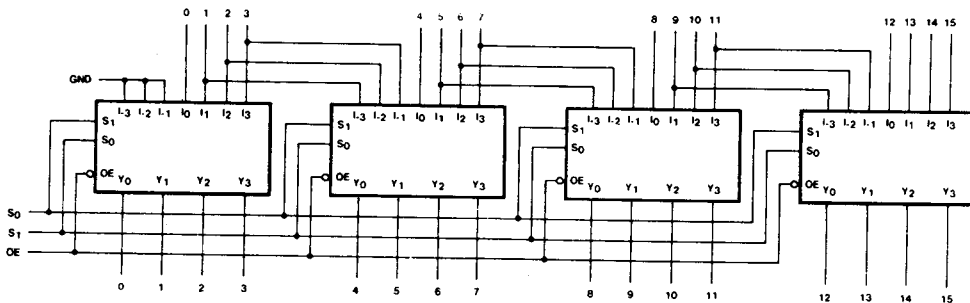 0 1 2 3 4 5 6 7 8 9 10 11 12 13 14 15
GND
I-3 I-2 I-1 I0 I1 I2 I3
S1
S0
OE
Y0 Y1 Y2 Y3
I-3 I-2 I-1 I0 I1 I2 I3
S1
S0
OE
Y0 Y1 Y2 Y3
I-3 I-2 I-1 I0 I1 I2 I3
S1
S0
OE
Y0 Y1 Y2 Y3
I-3 I-2 I-1 I0 I1 I2 I3
S1
S0
OE
Y0 Y1 Y2 Y3
S0
S1
OE
0 1 2 3 4 5 6 7 8 9 10 11 12 13 14 15